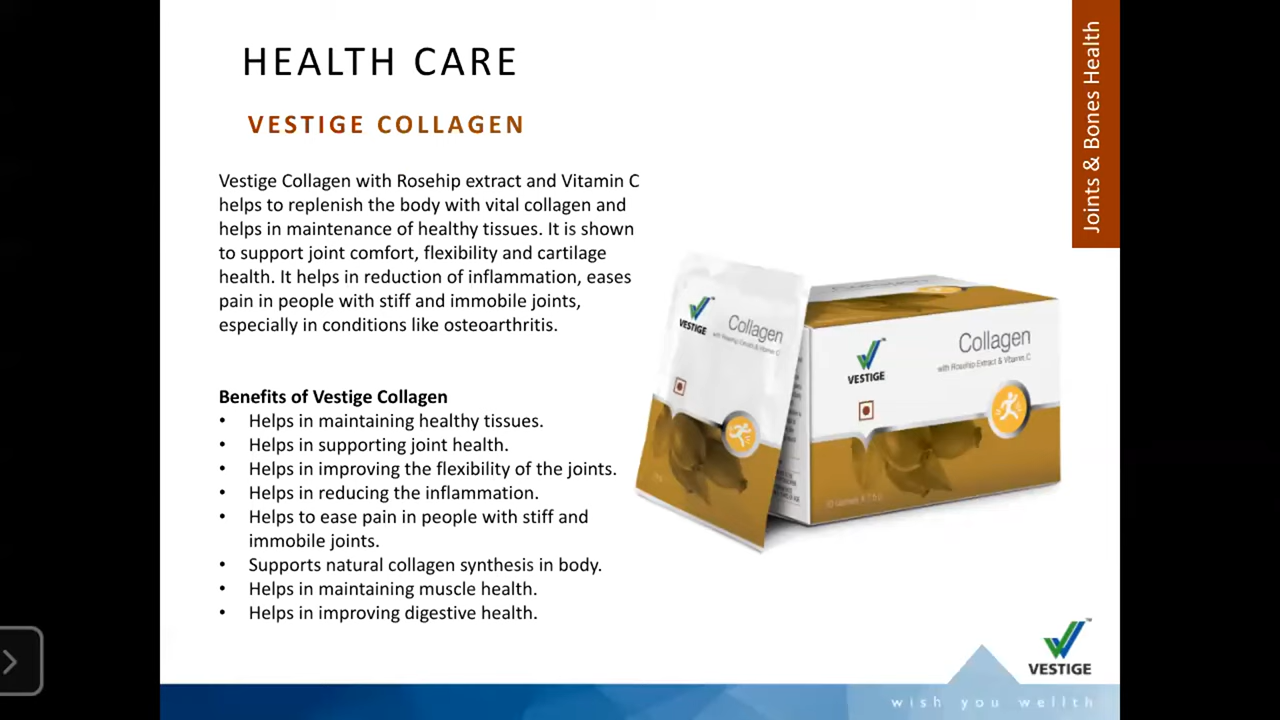 HEALTH CARE
VESTIGE COLLAGEN
Joints & Bones Health
Vestige Collagen with Rosehip extract and Vitamin C
helps to replenish the body with vital collagen and
helps in maintenance of healthy tissues. It is shown
to support joint comfort, flexibility and cartilage
health. It helps in reduction of inflammation, eases
pain in people with stiff and immobile joints,
especially in conditions like osteoarthritis.
Benefits of Vestige Collagen
• Helps in maintaining healthy tissues.
• Helps in supporting joint health.
• Helps in improving the flexibility of the joints.
• Helps in reducing the inflammation.
• Helps to ease pain in people with stiff and
immobile joints.
• Supports natural collagen synthesis in body.
• Helps in maintaining muscle health.
• Helps in improving digestive health.
VESTIGE
Collagen
with Rosehip Extract & Vitamin C
Collagen
VESTIGE
Collagen
with Rosehip Extract & Vitamin C
VESTIGE
wish you wellth